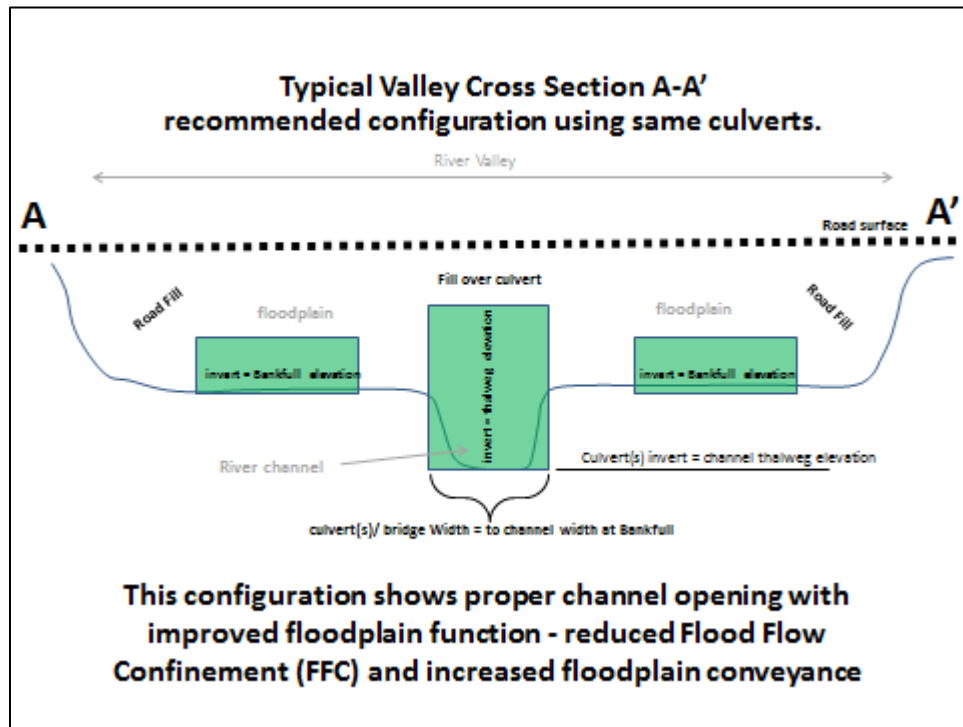 Typical Valley Cross Section A-A’
recommended configuration using same culverts.
River Valley
A
A’
Road surface
Fill over culvert
Road Fill
floodplain
floodplain
Road Fill
invert = Bankfull elevation
invert = thalweg elevation
invert = Bankfull elevation
River channel
Culvert(s) invert = channel thalweg elevation
culvert(s)/ bridge Width = to channel width at Bankfull
This configuration shows proper channel opening with
improved floodplain function - reduced Flood Flow
Confinement (FFC) and increased floodplain conveyance